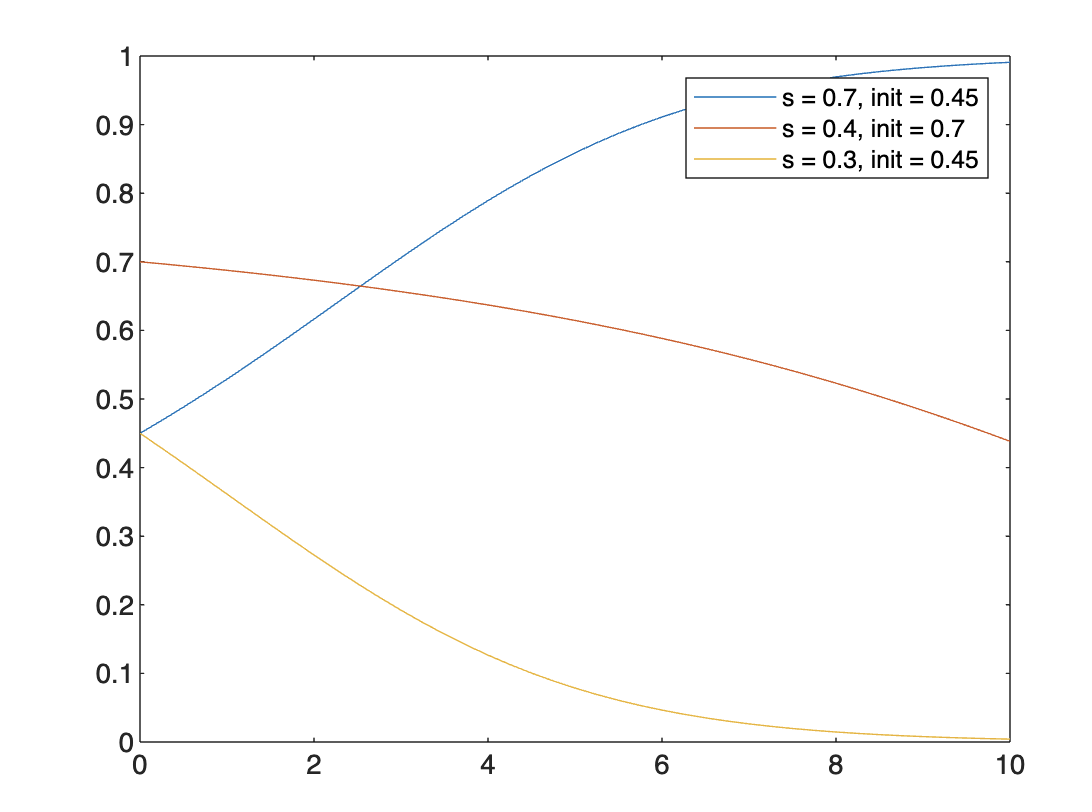 1
0.9
0.8
0.7
0.6
0.5
0.4
0.3
0.2
0.1
0
0 2 4 6 8 10
s = 0.7, init = 0.45
s = 0.4, init = 0.7
s = 0.3, init = 0.45